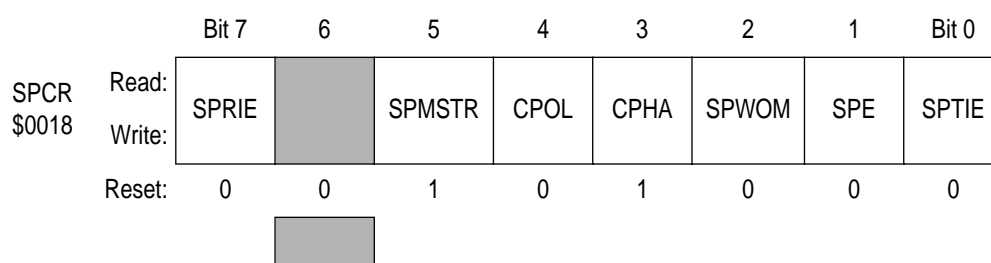 Bit 7 6 5 4 3 2 1 Bit 0
SPCR Read: SPRIE SPMSTR CPOL CPHA SPWOM SPE SPTIE
$0018 Write:
Reset: 0 0 1 0 1 0 0 0